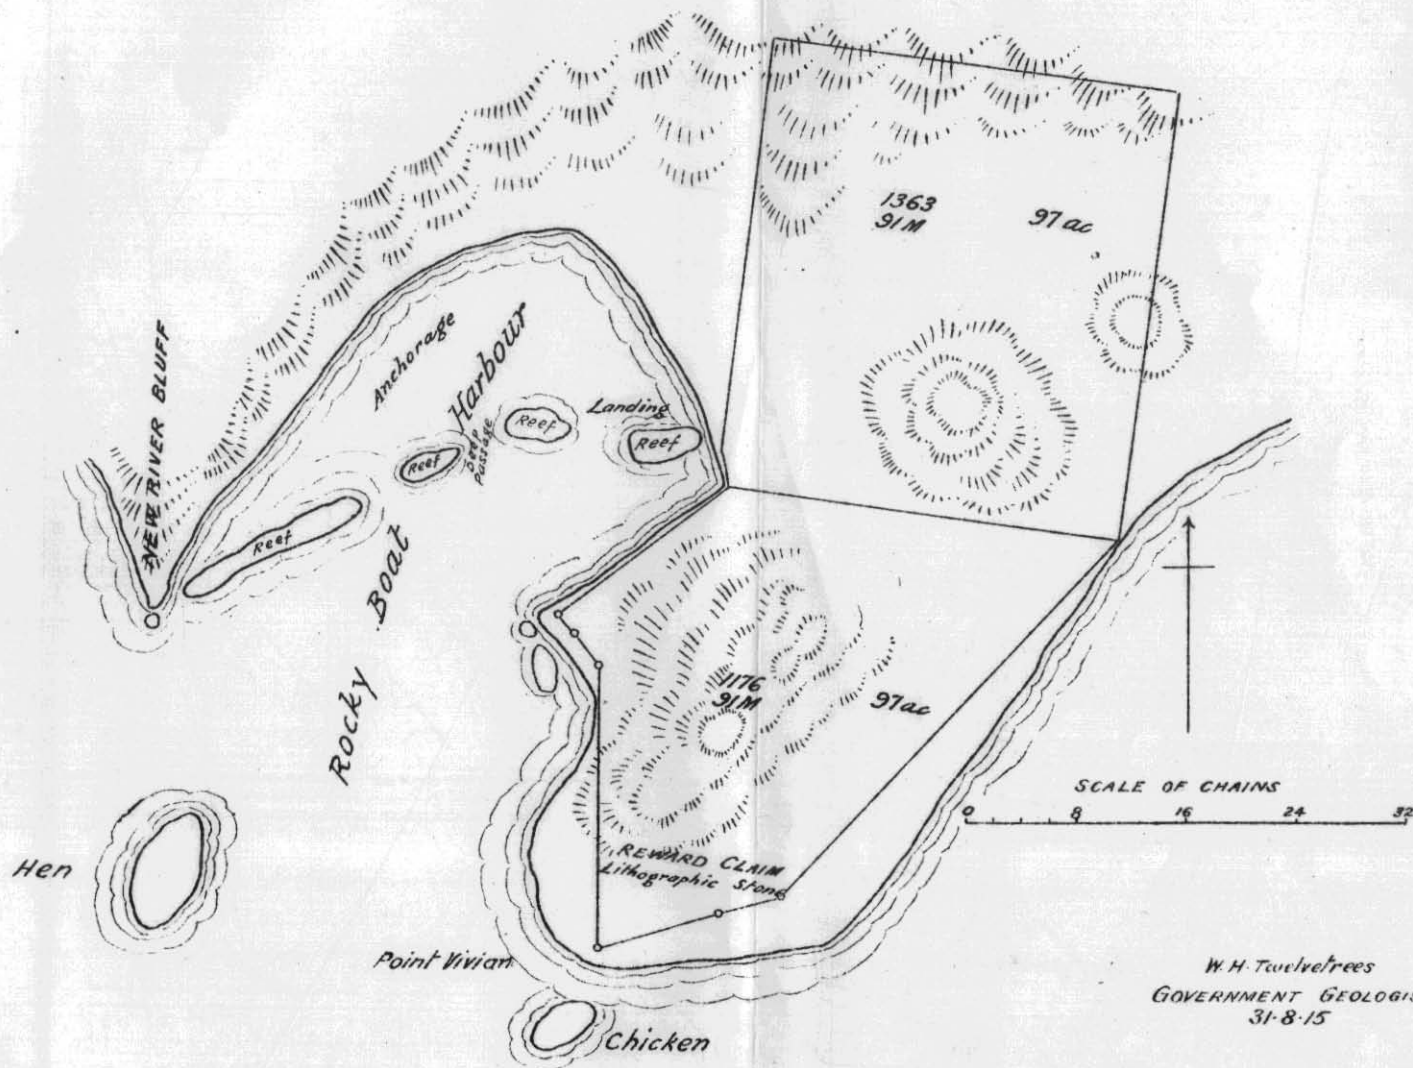 1363
91M
97ac
NEW RIVER BLUFF
Anchorage
Rocky Boat Harbour
Landing
Reef
Reef
Reef
Reef
Deep
Passage
1176
91M
97ac
REWARD CLAIM
Lithographic Stone
SCALE OF CHAINS
0 8 16 24 32
Hen
Point Vivian
Chicken
W. H. Twelvetrees
GOVERNMENT GEOLOGIS
31·8·15